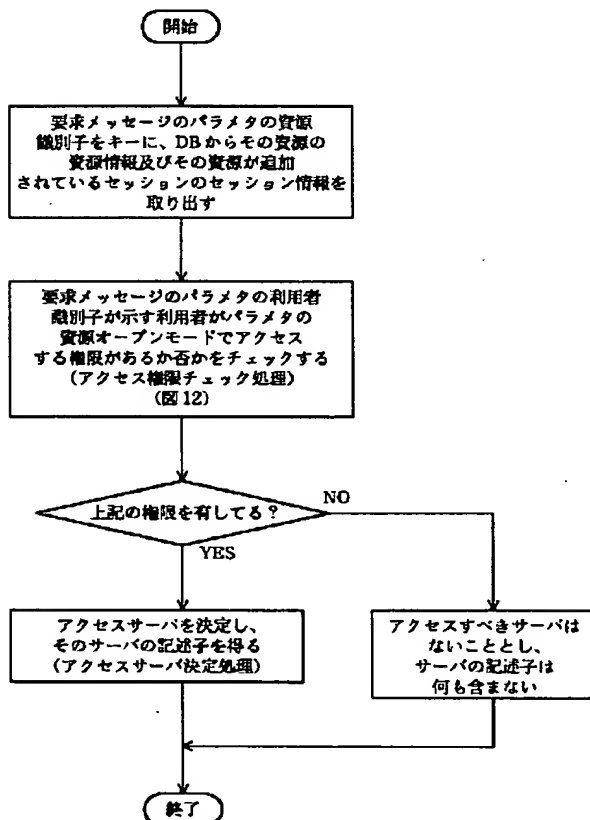 開始
要求メッセージのパラメタの資源
識別子をキーに、DBからその資源の
資源情報及びその資源が追加
されているセッションのセッション情報を
取り出す
要求メッセージのパラメタの利用者
識別子が示す利用者がパラメタの
資源オープンモードでアクセス
する権限があるか否かをチェックする
(アクセス権限チェック処理)
(図12)
上記の権限を有してる?
NO
YES
アクセスサーバを決定し、
そのサーバの記述子を得る
(アクセスサーバ決定処理)
アクセスすべきサーバは
ないこととし、
サーバの記述子は
何も含まない
終了